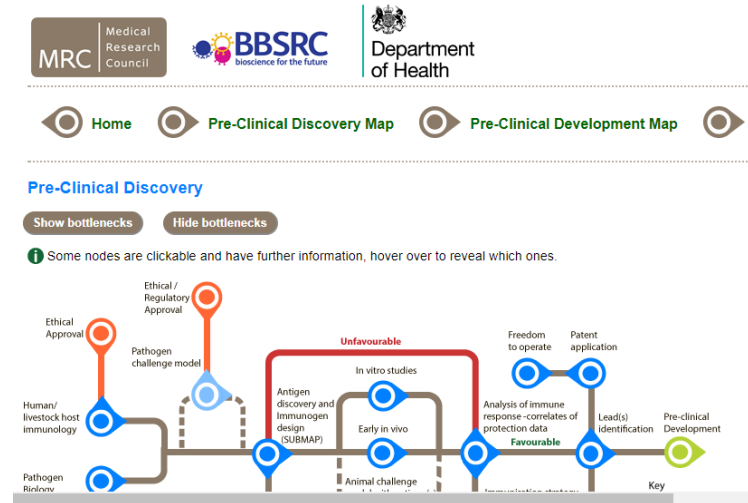 MRC
Medical
Research
Council
BBSRC
bioscience for the future
Department
of Health
Home
Pre-Clinical Discovery Map
Pre-Clinical Development Map
Pre-Clinical Discovery
Show bottlenecks
Hide bottlenecks
Some nodes are clickable and have further information, hover over to reveal which ones.
Ethical /
Regulatory
Approval
Ethical
Approval
Pathogen
challenge model
Unfavourable
Freedom
to operate
Patent
application
In vitro studies
Human/
livestock host
immunology
Antigen
discovery and
Immunogen
design
(SUBMAP)
Early in vivo
Analysis of immune
response -correlates of
protection data
Favourable
Lead(s)
identification
Pre-clinical
Development
Pathogen
Biology
Animal challenge
Immunisation strategy
Key